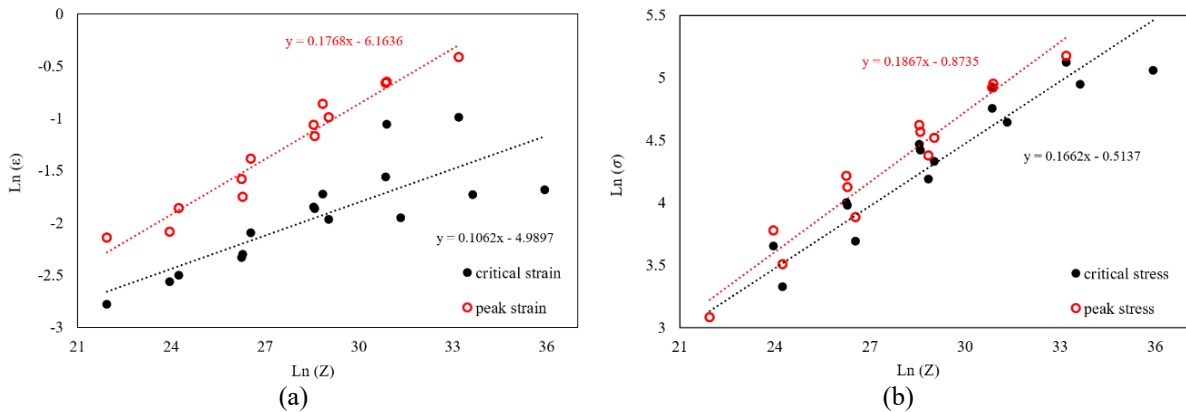 (a)
0
-0.5
-1
-1.5
-2
-2.5
-3
Ln (ε)
y = 0.1768x - 6.1636
y = 0.1062x - 4.9897
critical strain
peak strain
21 24 27 30 33 36
Ln (Z)
(a)
(b)
5.5
5
4.5
4
3.5
3
Ln (σ)
y = 0.1867x - 0.8735
y = 0.1662x - 0.5137
critical stress
peak stress
21 24 27 30 33 36
Ln (Z)
(b)